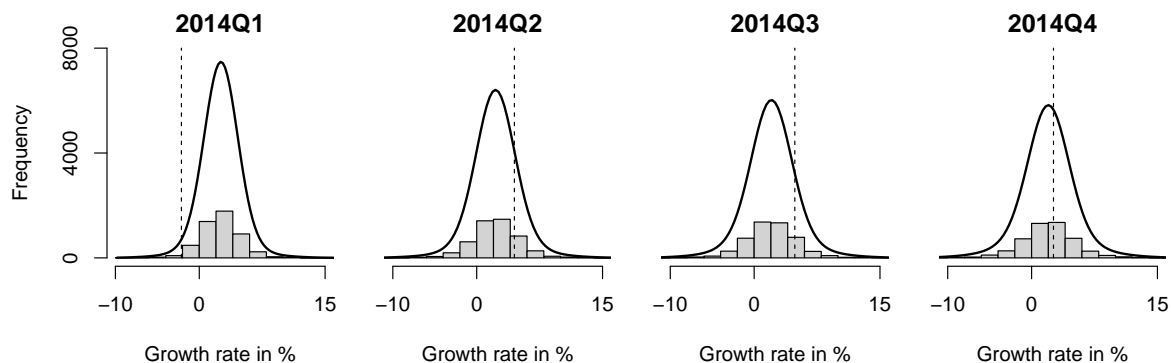 2014Q1 2014Q2 2014Q3 2014Q4
Frequency
8000
4000
0
−10 0 15 −10 0 15 −10 0 15 −10 0 15
Growth rate in % Growth rate in % Growth rate in % Growth rate in %